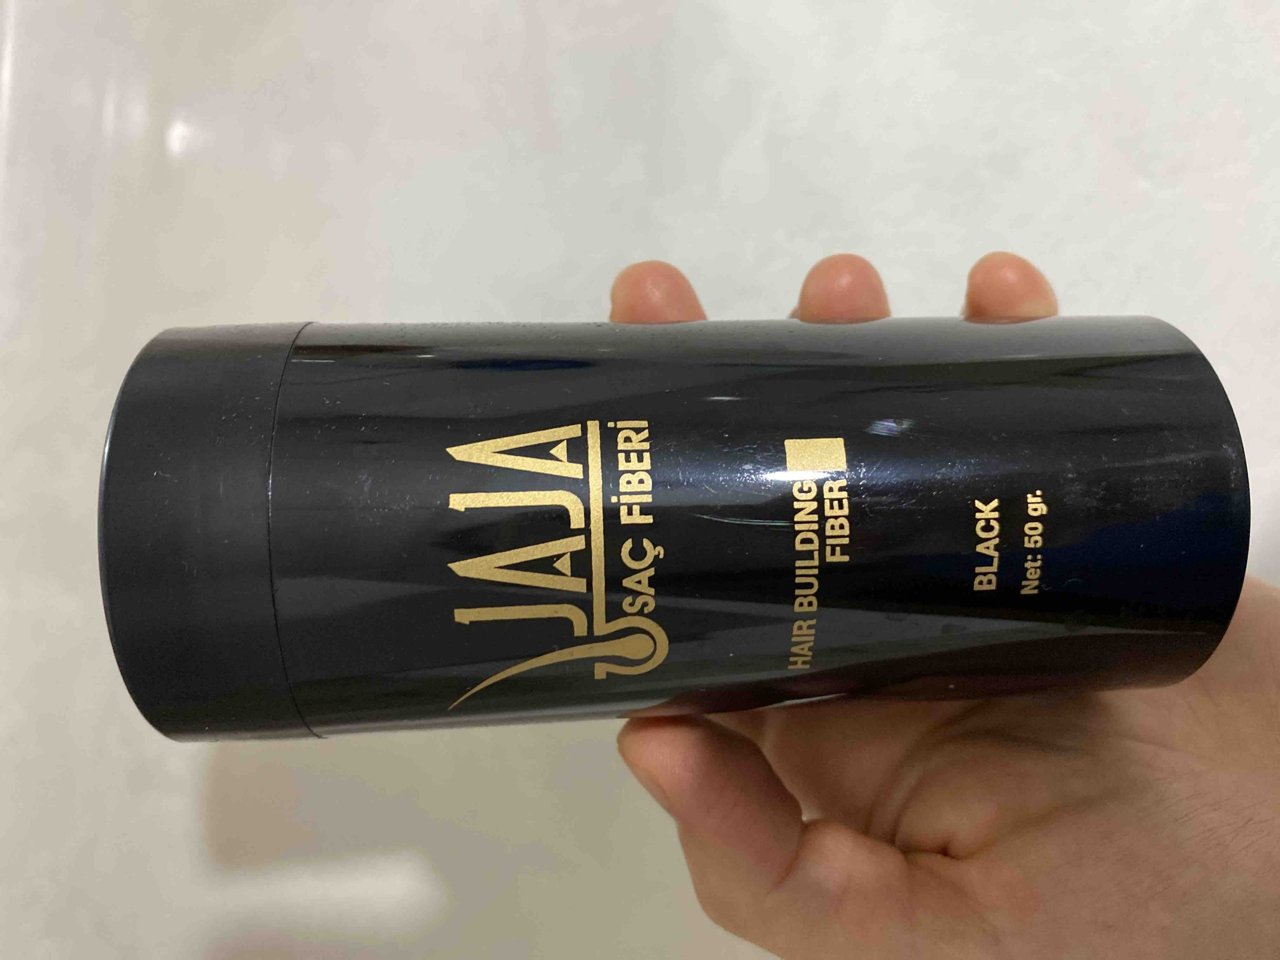 JAJA
SAÇ FİBERİ
HAIR BUILDING
FIBER
BLACK
Net: 50 gr.